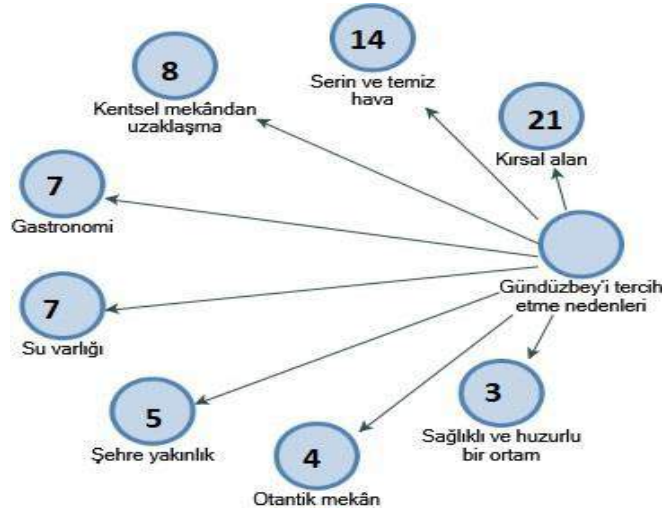 14
Serin ve temiz
hava
8
Kentsel mekândan
uzaklaşma
21
Kırsal alan
7
Gastronomi
Gündüzbey'i tercih
etme nedenleri
7
Su varlığı
5
Şehre yakınlık
4
Otantik mekân
3
Sağlıklı ve huzurlu
bir ortam